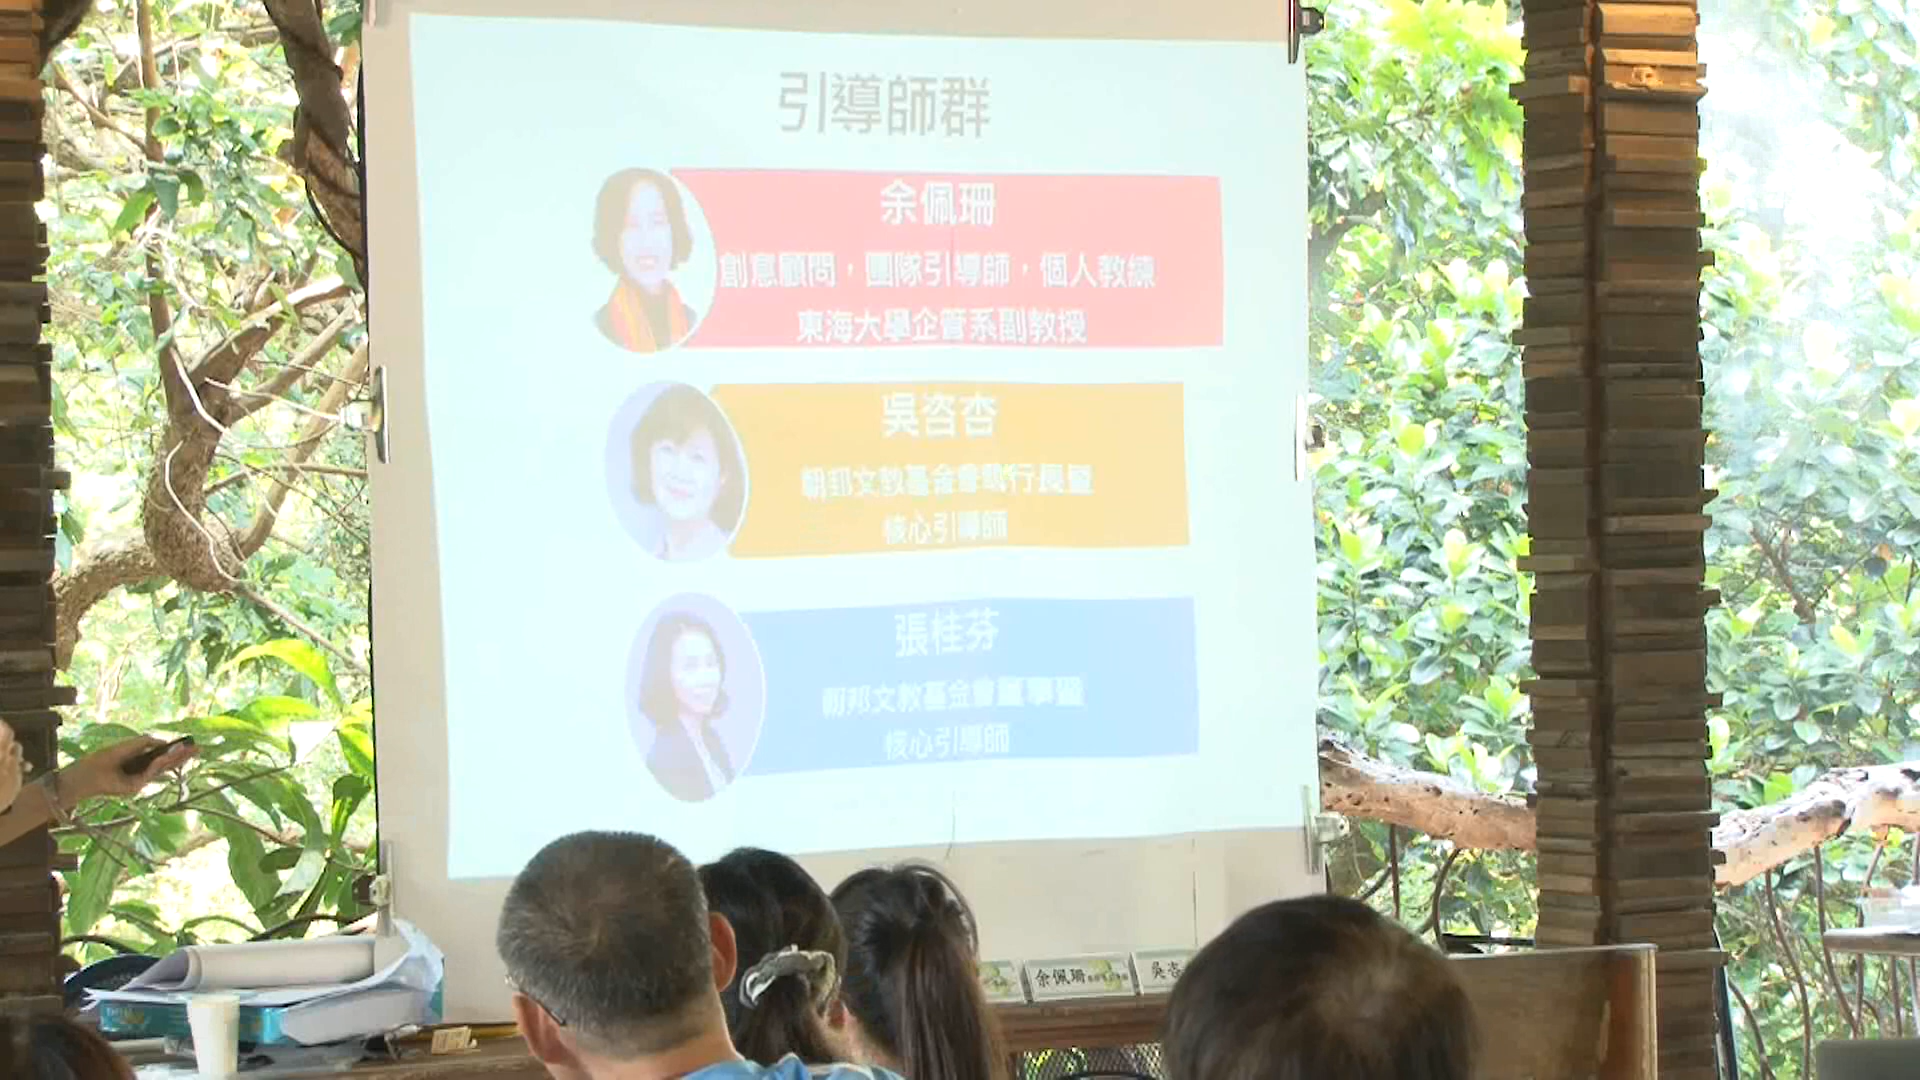 引導師群
余佩珊
創意顧問，團隊引導師，個人教練
東海大學企管系副教授
吳咨杏
朝邦文教基金會執行長暨
核心引導師
張桂芬
朝邦文教基金會董事暨
核心引導師
余佩珊
吳咨